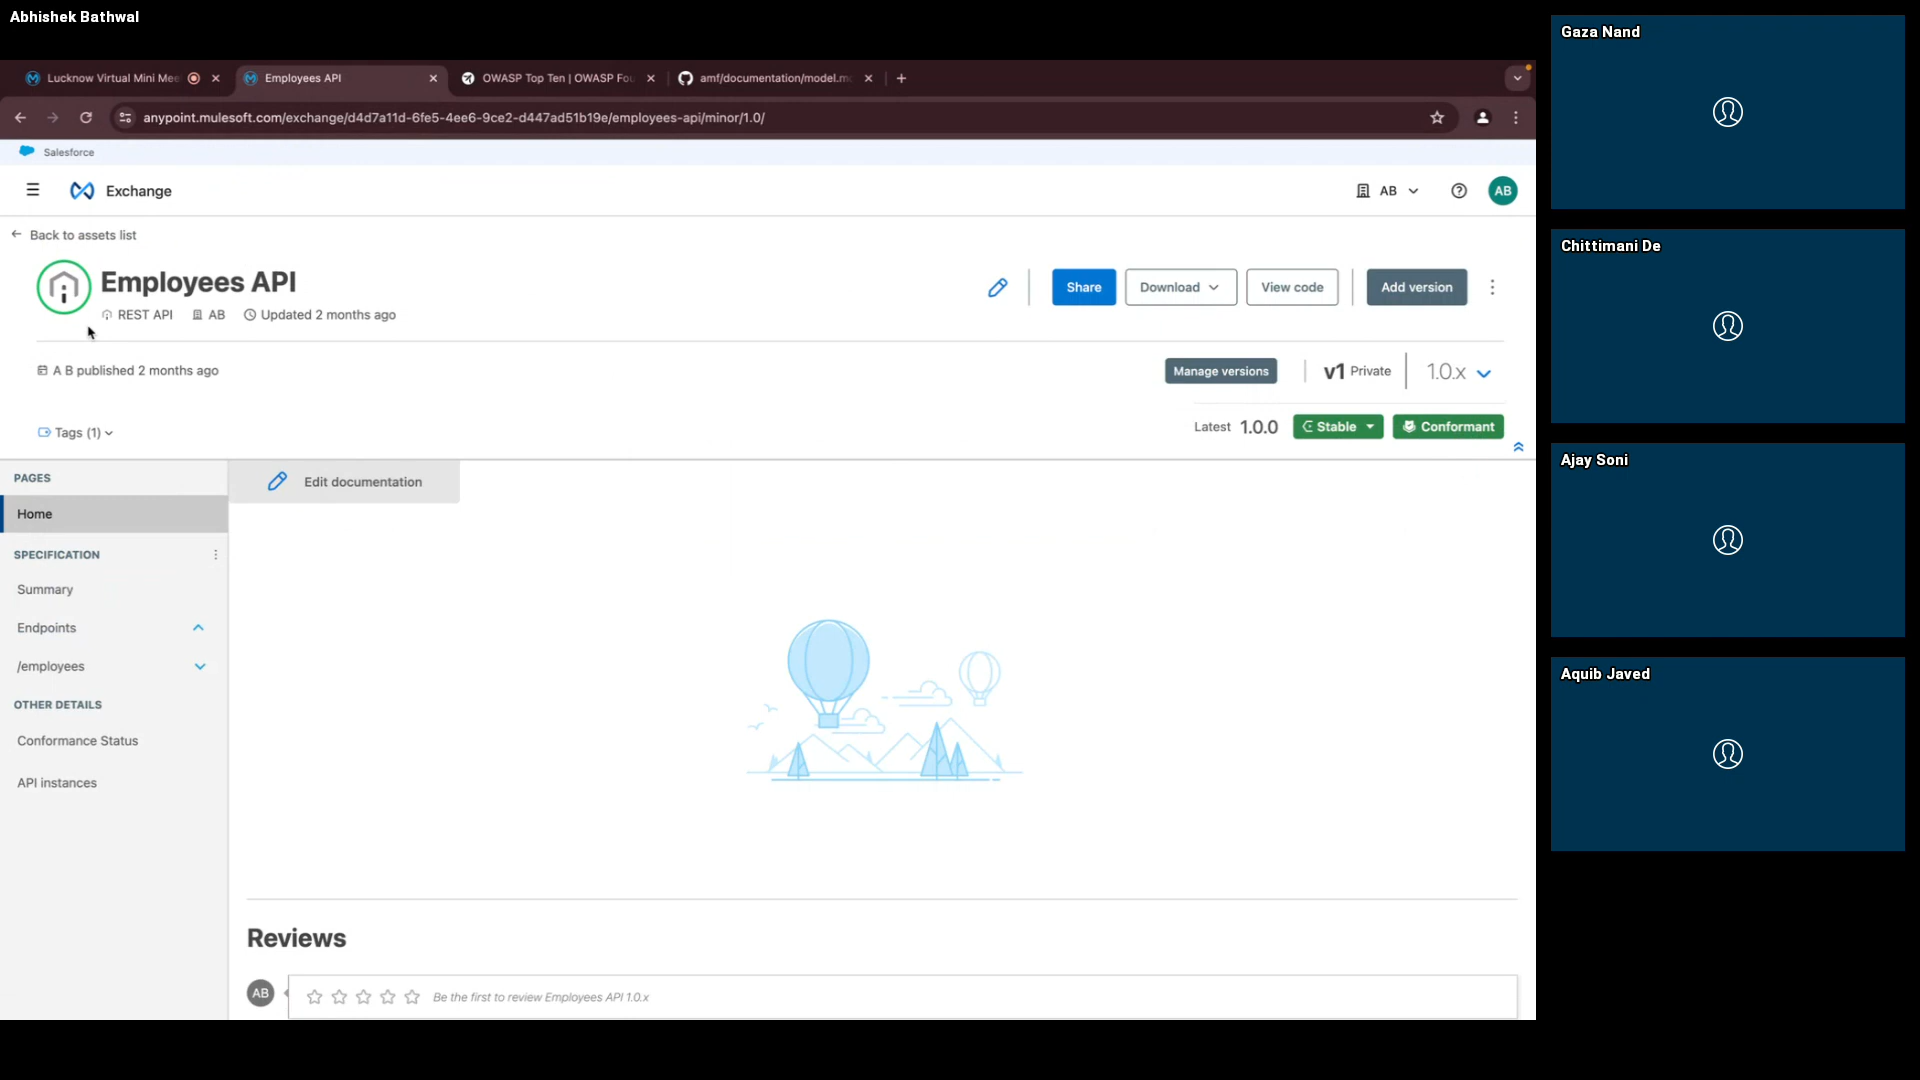 Abhishek Bathwal
Lucknow Virtual Mini Mee
Employees API
OWASP Top Ten | OWASP Fou
amf/documentation/model.m
anypoint.mulesoft.com/exchange/d4d7a11d-6fe5-4ee6-9ce2-d447ad51b19e/employees-api/minor/1.0/
Salesforce
Exchange
AB
AB
Back to assets list
Employees API
REST API
AB
Updated 2 months ago
Share
Download
View code
Add version
A B published 2 months ago
Manage versions
v1 Private
1.0.x
Latest 1.0.0
Stable
Conformant
Tags (1)
PAGES
Home
SPECIFICATION
Summary
Endpoints
/employees
OTHER DETAILS
Conformance Status
API instances
Edit documentation
Reviews
AB
Be the first to review Employees API 1.0.x
Gaza Nand
Chittimani De
Ajay Soni
Aquib Javed